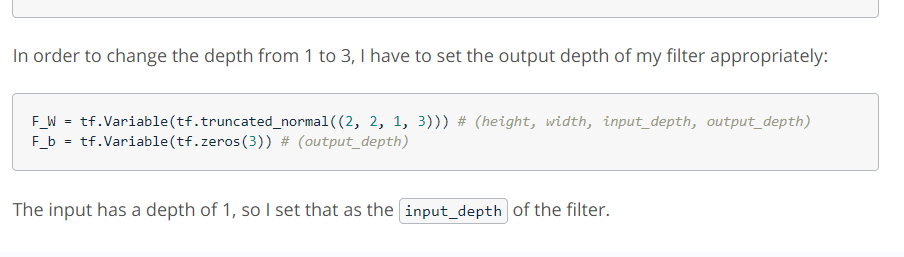 In order to change the depth from 1 to 3, I have to set the output depth of my filter appropriately:
F_W = tf.Variable(tf.truncated_normal((2, 2, 1, 3))) # (height, width, input_depth, output_depth)
F_b = tf.Variable(tf.zeros(3)) # (output_depth)
The input has a depth of 1, so I set that as the input_depth of the filter.